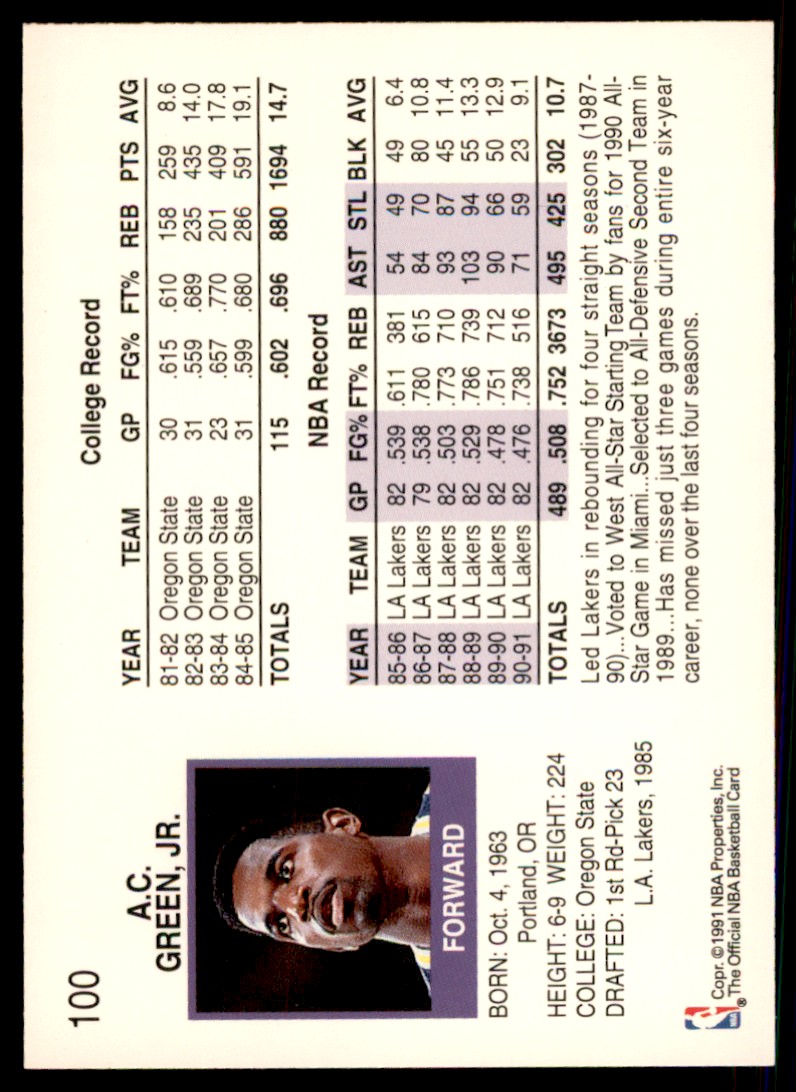 100
A.C.
GREEN, JR.
FORWARD
BORN: Oct. 4, 1963
Portland, OR
HEIGHT: 6-9 WEIGHT: 224
COLLEGE: Oregon State
DRAFTED: 1st Rd-Pick 23
L.A. Lakers, 1985
NBA
®
Copr. ©1991 NBA Properties, Inc.
The Official NBA Basketball Card
College Record
YEAR TEAM GP FG% FT% REB PTS AVG
81-82 Oregon State 30 .615 .610 158 259 8.6
82-83 Oregon State 31 .559 .689 235 435 14.0
83-84 Oregon State 23 .657 .770 201 409 17.8
84-85 Oregon State 31 .599 .680 286 591 19.1
TOTALS 115 .602 .696 880 1694 14.7
NBA Record
YEAR TEAM GP FG% FT% REB AST STL BLK AVG
85-86 LA Lakers 82 .539 .611 381 54 49 49 6.4
86-87 LA Lakers 79 .538 .780 615 84 70 80 10.8
87-88 LA Lakers 82 .503 .773 710 93 87 45 11.4
88-89 LA Lakers 82 .529 .786 739 103 94 55 13.3
89-90 LA Lakers 82 .478 .751 712 90 66 50 12.9
90-91 LA Lakers 82 .476 .738 516 71 59 23 9.1
TOTALS 489 .508 .752 3673 495 425 302 10.7
Led Lakers in rebounding for four straight seasons (1987-
90)...Voted to West All-Star Starting Team by fans for 1990 All-
Star Game in Miami...Selected to All-Defensive Second Team in
1989...Has missed just three games during entire six-year
career, none over the last four seasons.